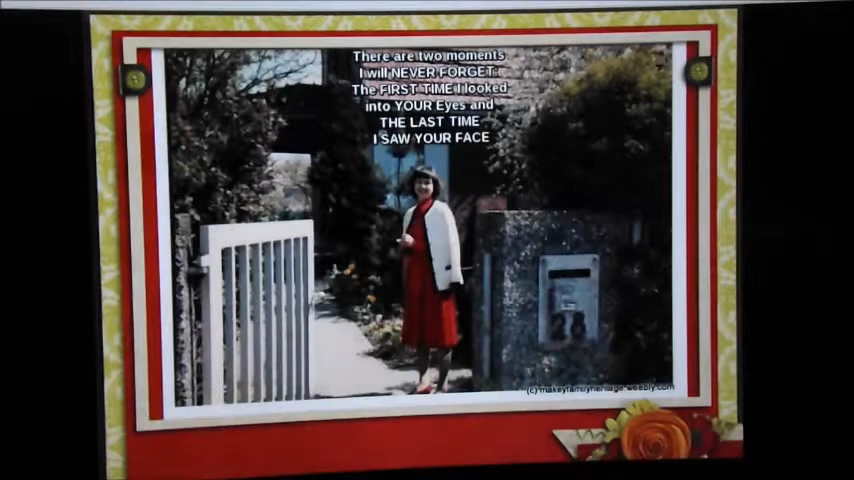 There are two moments
I will NEVER FORGET:
The FIRST TIME I looked
into YOUR Eyes and
THE LAST TIME
I SAW YOUR FACE
28
(c) makeyfamilyheritage.weebly.com